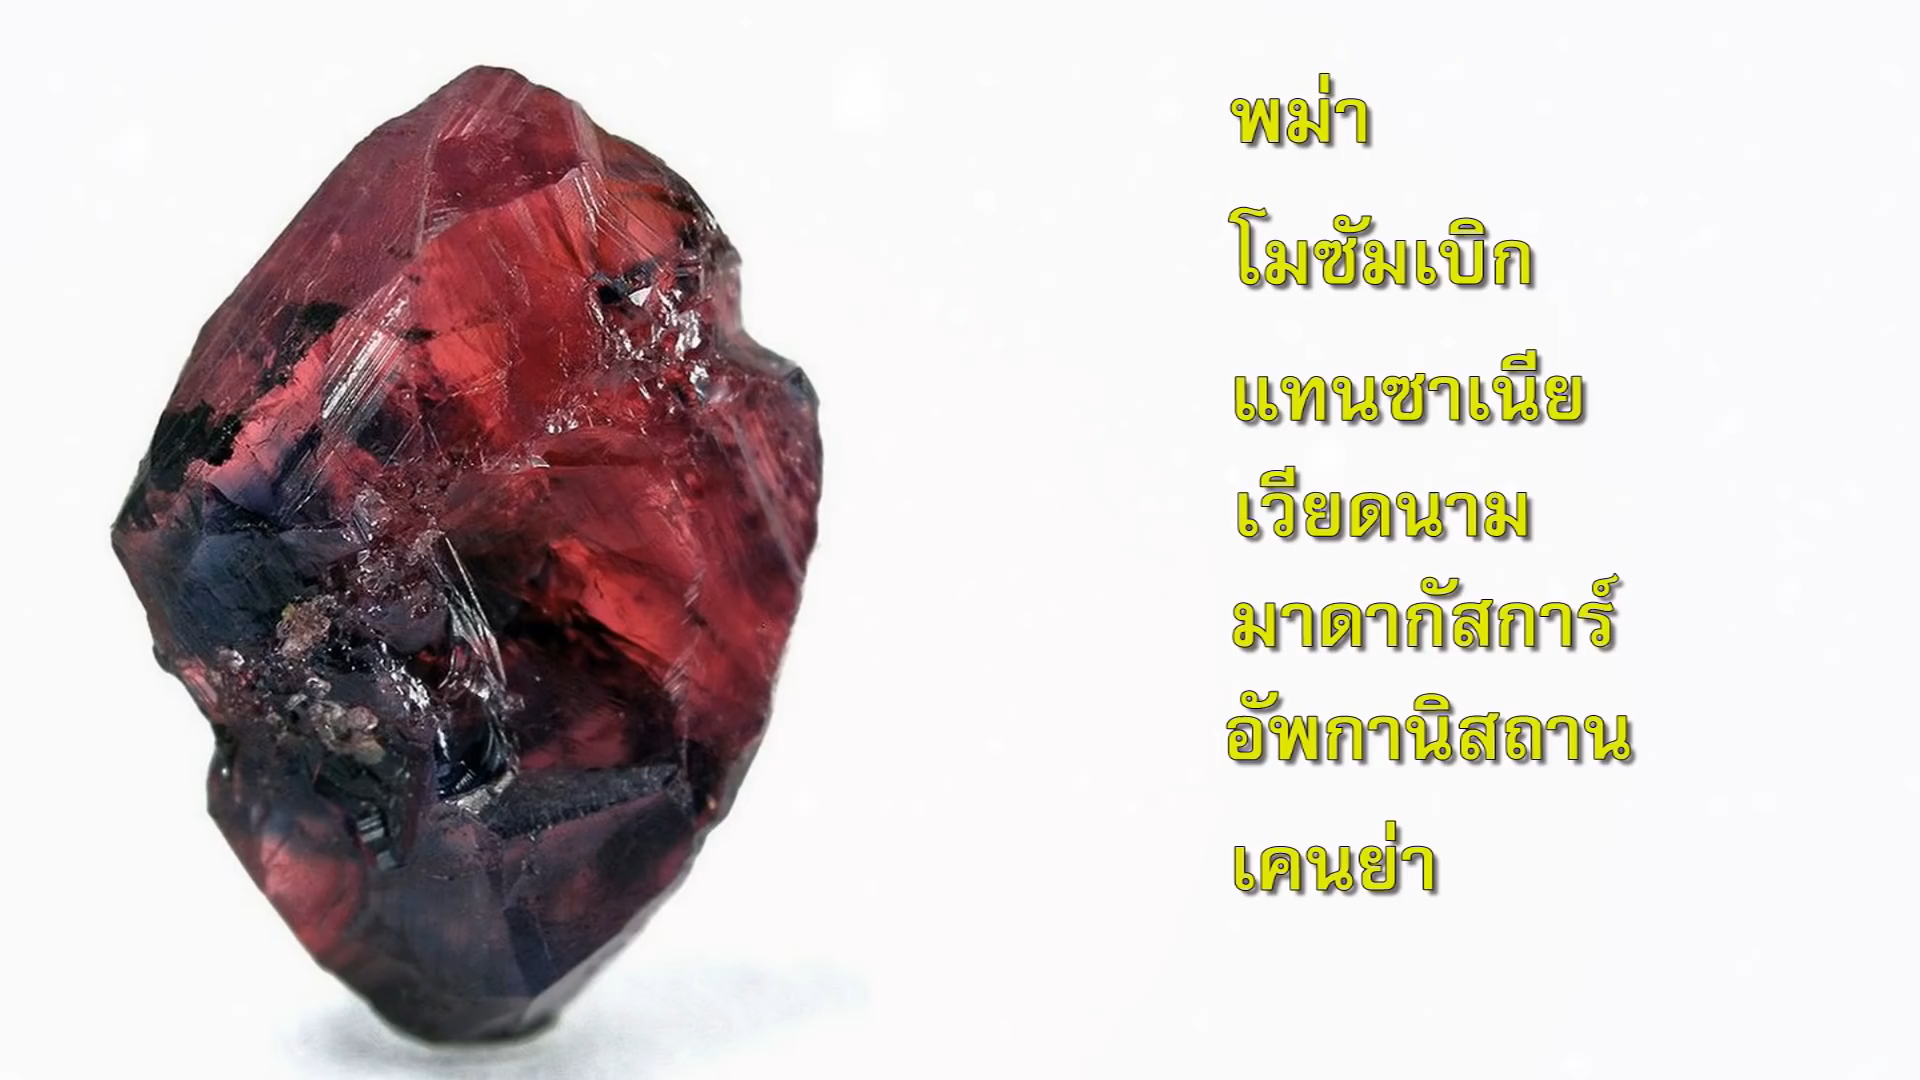 พม่า
โมซัมเบิก
แทนซาเนีย
เวียดนาม
มาดากัสการ์
อัพกานิสถาน
เคนย่า